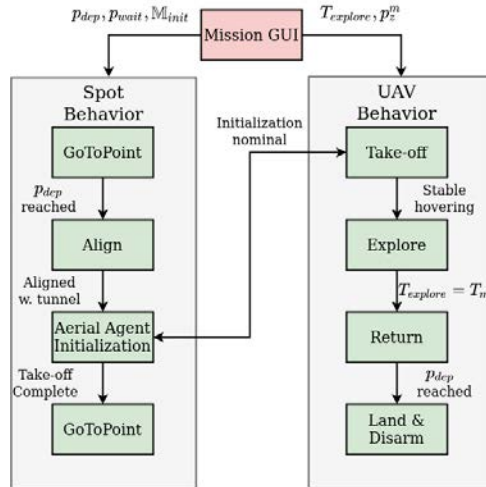 p_dep, p_wait, 𝕄_init
T_explore, p_z^m
Mission GUI
Spot
Behavior
GoToPoint
p_dep
reached
Align
Aligned
w. tunnel
Aerial Agent
Initialization
Take-off
Complete
GoToPoint
Initialization
nominal
UAV
Behavior
Take-off
Stable
hovering
Explore
T_explore = T_m
Return
p_dep
reached
Land &
Disarm